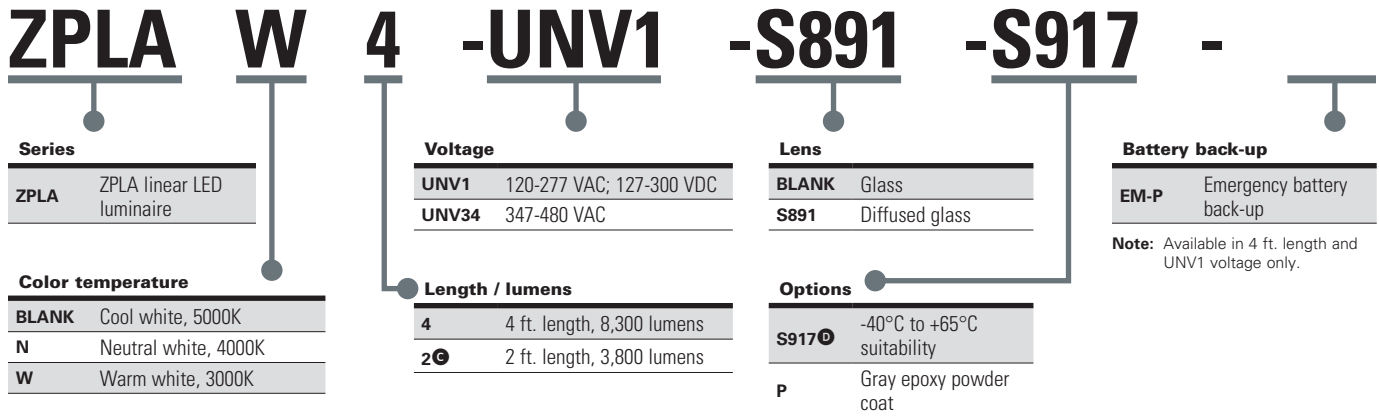 ZPLA W 4 -UNV1 -S891 -S917 -
Series
ZPLA ZPLA linear LED
luminaire
Color temperature
BLANK Cool white, 5000K
N Neutral white, 4000K
W Warm white, 3000K
Voltage
UNV1 120-277 VAC; 127-300 VDC
UNV34 347-480 VAC
Length / lumens
4 4 ft. length, 8,300 lumens
2 C 2 ft. length, 3,800 lumens
Lens
BLANK Glass
S891 Diffused glass
Options
S917 D -40°C to +65°C
suitability
P Gray epoxy powder
coat
Battery back-up
EM-P Emergency battery
back-up
Note: Available in 4 ft. length and
UNV1 voltage only.